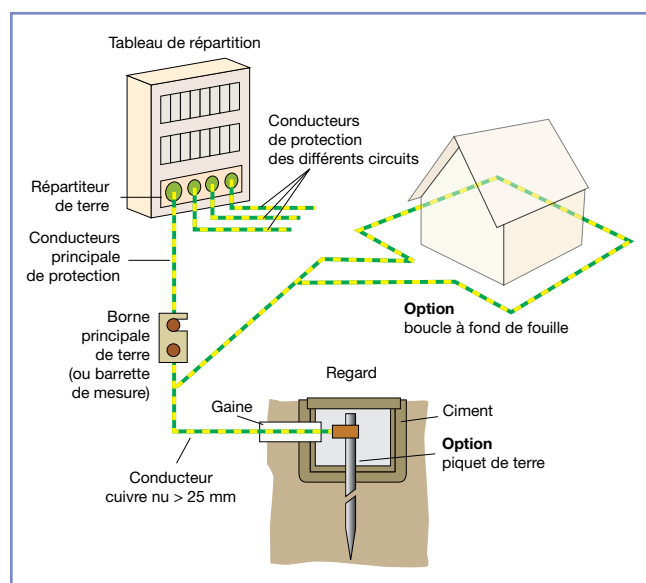 Tableau de répartition
Conducteurs
de protection
des différents circuits
Répartiteur
de terre
Conducteurs
principale
de protection
Option
boucle à fond de fouille
Borne
principale
de terre
(ou barrette
de mesure)
Regard
Gaine
Ciment
Option
piquet de terre
Conducteur
cuivre nu > 25 mm